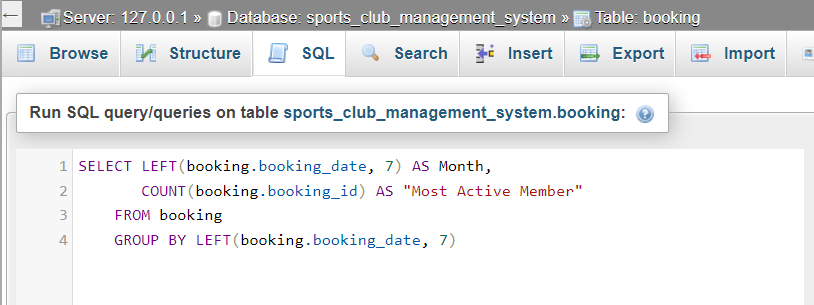 Server: 127.0.0.1 » Database: sports_club_management_system » Table: booking
Browse Structure SQL Search Insert Export Import
Run SQL query/queries on table sports_club_management_system.booking:
1 SELECT LEFT(booking.booking_date, 7) AS Month,
2 COUNT(booking.booking_id) AS "Most Active Member"
3 FROM booking
4 GROUP BY LEFT(booking.booking_date, 7)